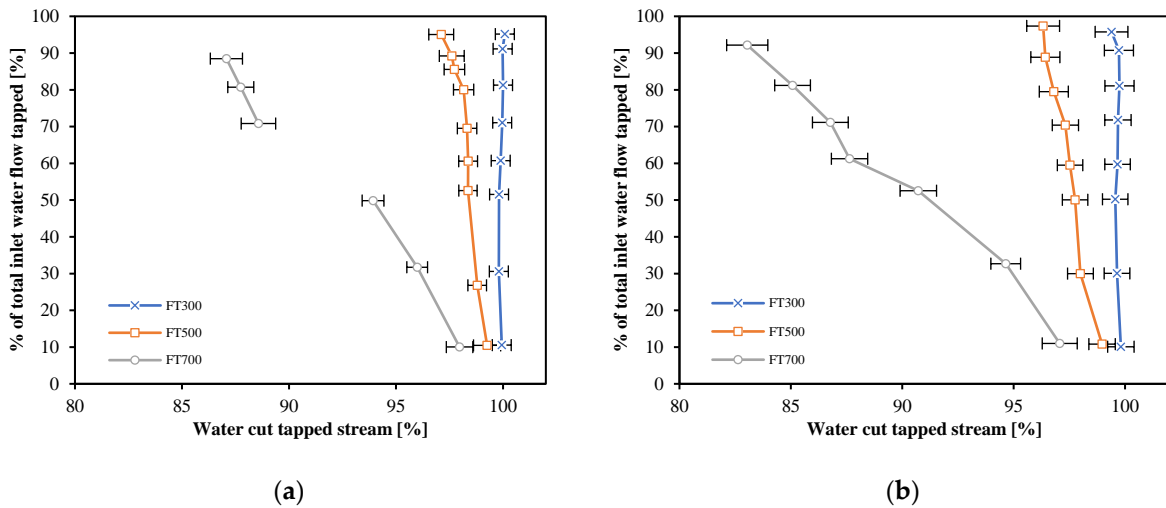 % of total inlet water flow tapped [%]
100
90
80
70
60
50
40
30
20
10
0
FT300
FT500
FT700
80 85 90 95 100
Water cut tapped stream [%]
(a)
% of total inlet water flow tapped [%]
100
90
80
70
60
50
40
30
20
10
0
FT300
FT500
FT700
80 85 90 95 100
Water cut tapped stream [%]
(b)